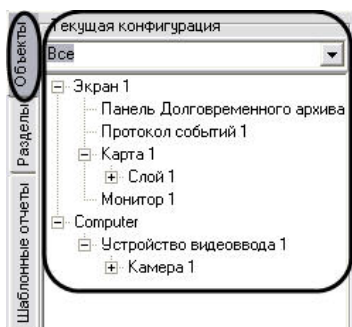 Объекты
Разделы
Шаблонные отчеты
Текущая конфигурация
Все
Экран 1
Панель Долговременного архива
Протокол событий 1
Карта 1
Слой 1
Монитор 1
Computer
Устройство видеоввода 1
Камера 1